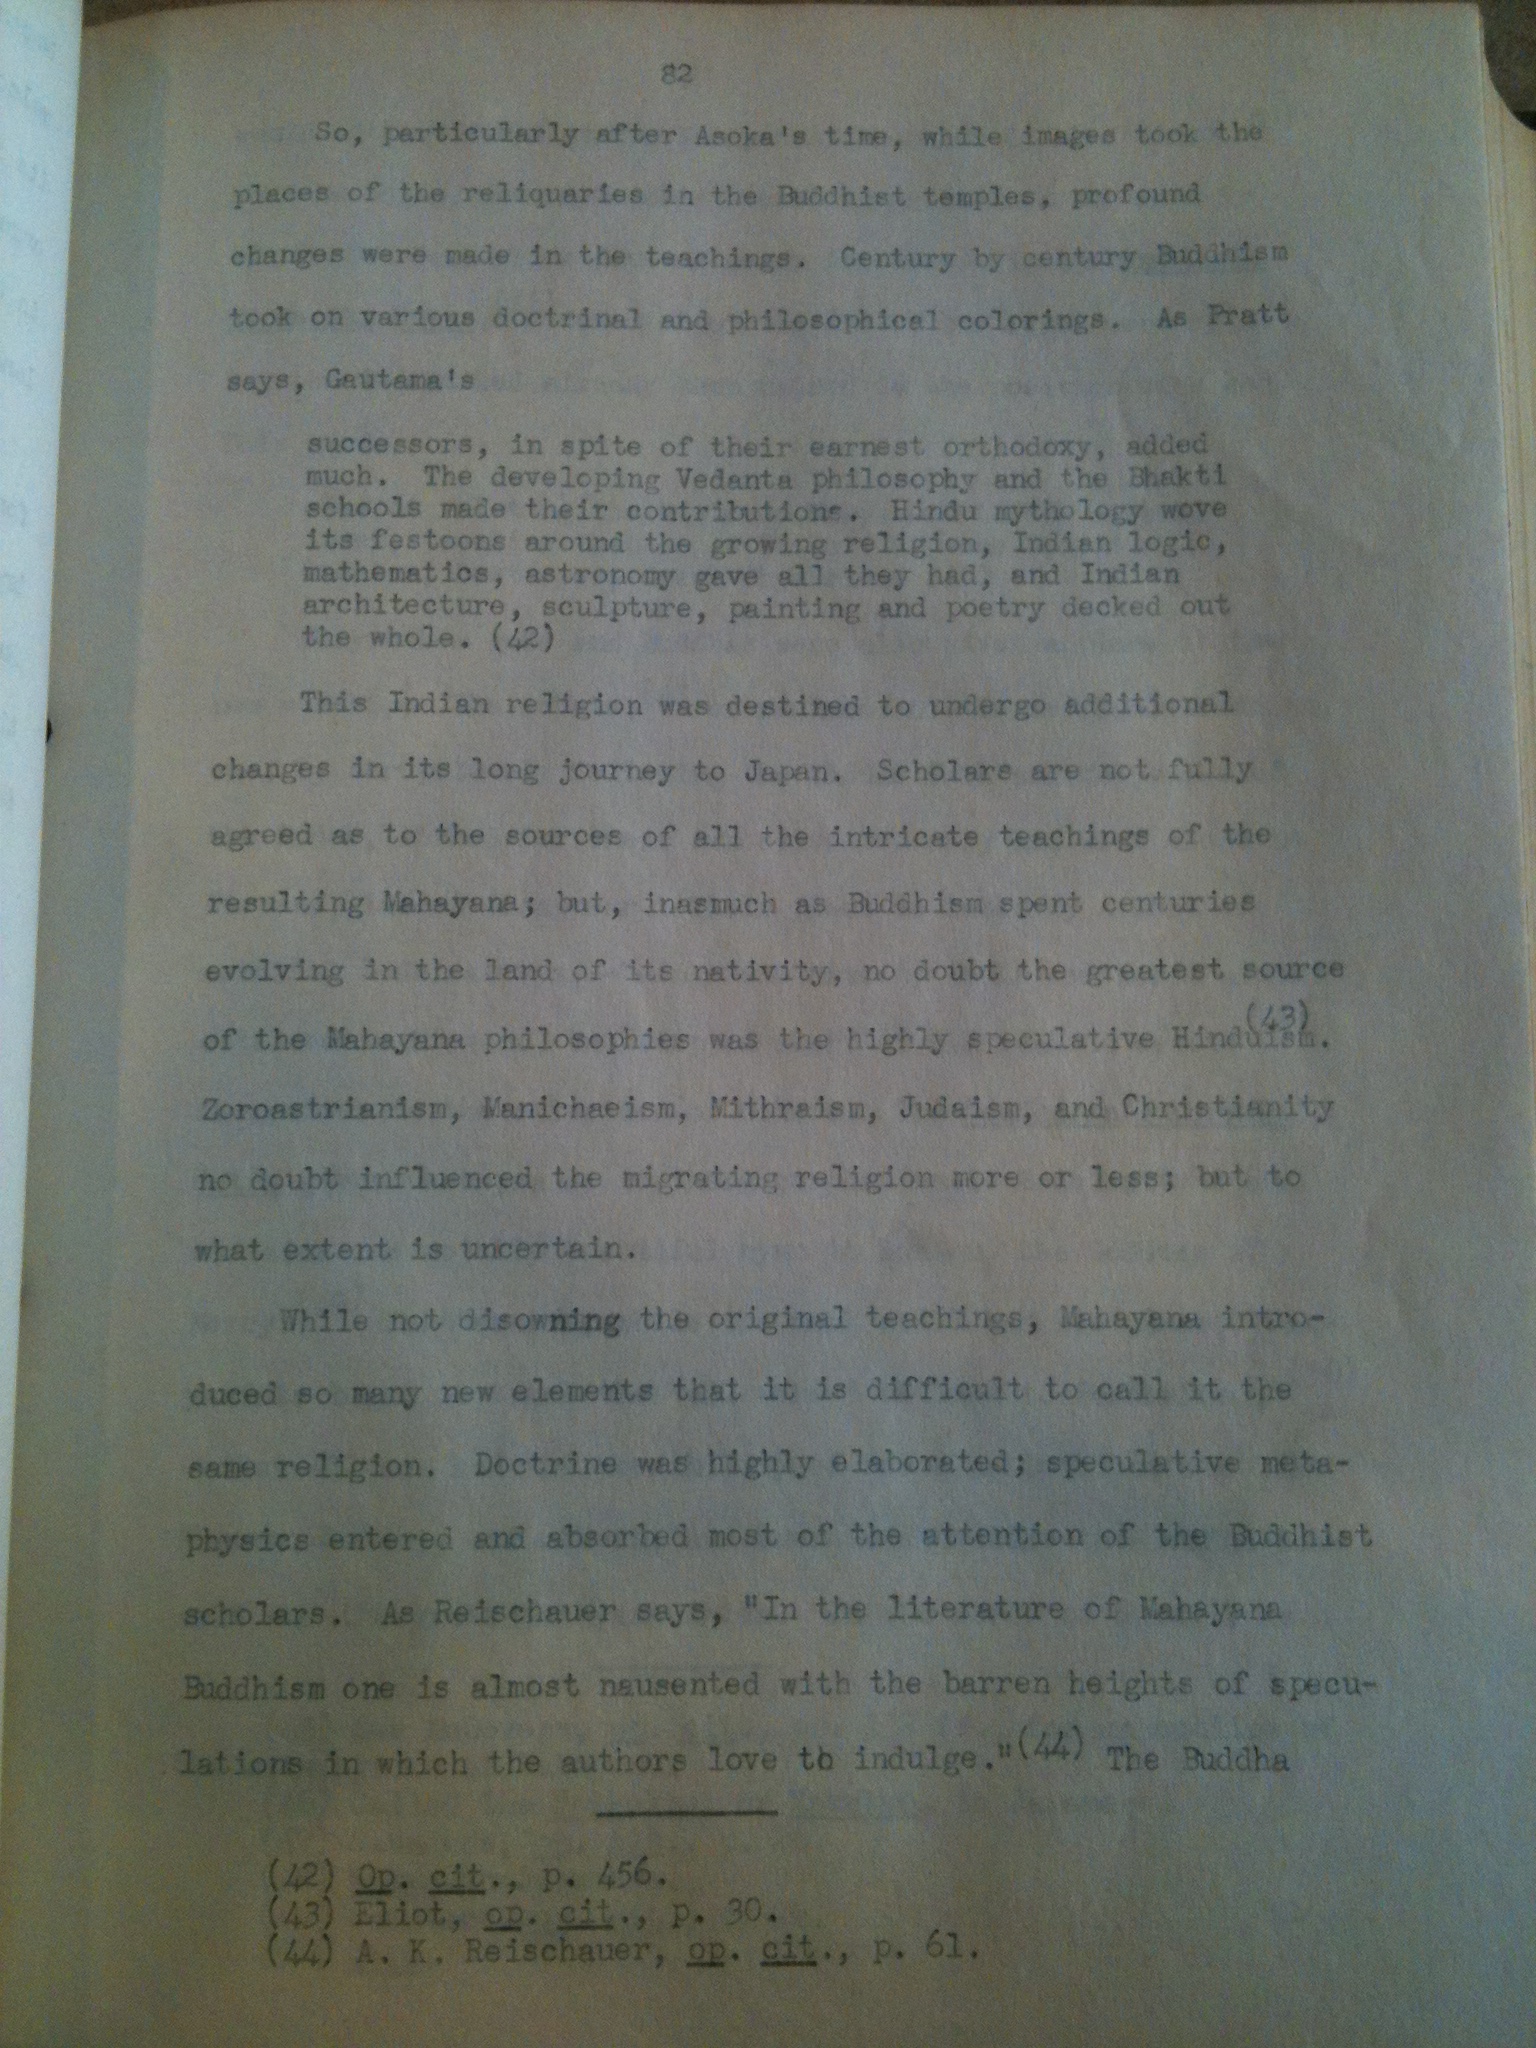 82
So, particularly after Asoka's time, while images took the
places of the reliquaries in the Buddhist temples, profound
changes were made in the teachings. Century by century Buddhism
took on various doctrinal and philosophical colorings. As Pratt
says, Gautama's
successors, in spite of their earnest orthodoxy, added
much. The developing Vedanta philosophy and the Bhakti
schools made their contributions. Hindu mythology wove
its festoons around the growing religion, Indian logic,
mathematics, astronomy gave all they had, and Indian
architecture, sculpture, painting and poetry decked out
the whole. (42)
This Indian religion was destined to undergo additional
changes in its long journey to Japan. Scholars are not fully
agreed as to the sources of all the intricate teachings of the
resulting Mahayana; but, inasmuch as Buddhism spent centuries
evolving in the land of its nativity, no doubt the greatest source
of the Mahayana philosophies was the highly speculative Hinduism. (43)
Zoroastrianism, Manichaeism, Mithraism, Judaism, and Christianity
no doubt influenced the migrating religion more or less; but to
what extent is uncertain.
While not disowning the original teachings, Mahayana intro-
duced so many new elements that it is difficult to call it the
same religion. Doctrine was highly elaborated; speculative meta-
physics entered and absorbed most of the attention of the Buddhist
scholars. As Reischauer says, "In the literature of Mahayana
Buddhism one is almost nausented with the barren heights of specu-
lations in which the authors love to indulge."(44) The Buddha
(42) Op. cit., p. 456.
(43) Eliot, op. cit., p. 30.
(44) A. K. Reischauer, op. cit., p. 61.